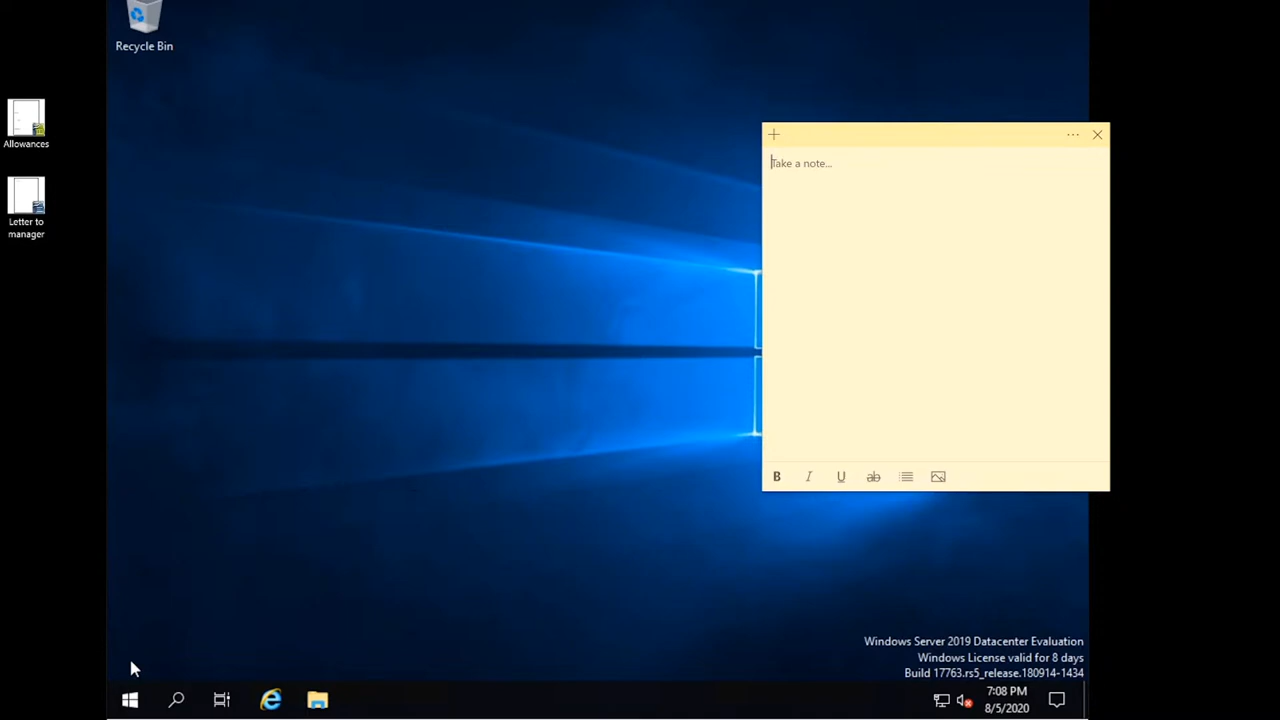 Recycle Bin
Allowances
Letter to
manager
Take a note...
B I U ab
Windows Server 2019 Datacenter Evaluation
Windows License valid for 8 days
Build 17763.rs5_release.180914-1434
7:08 PM
8/5/2020